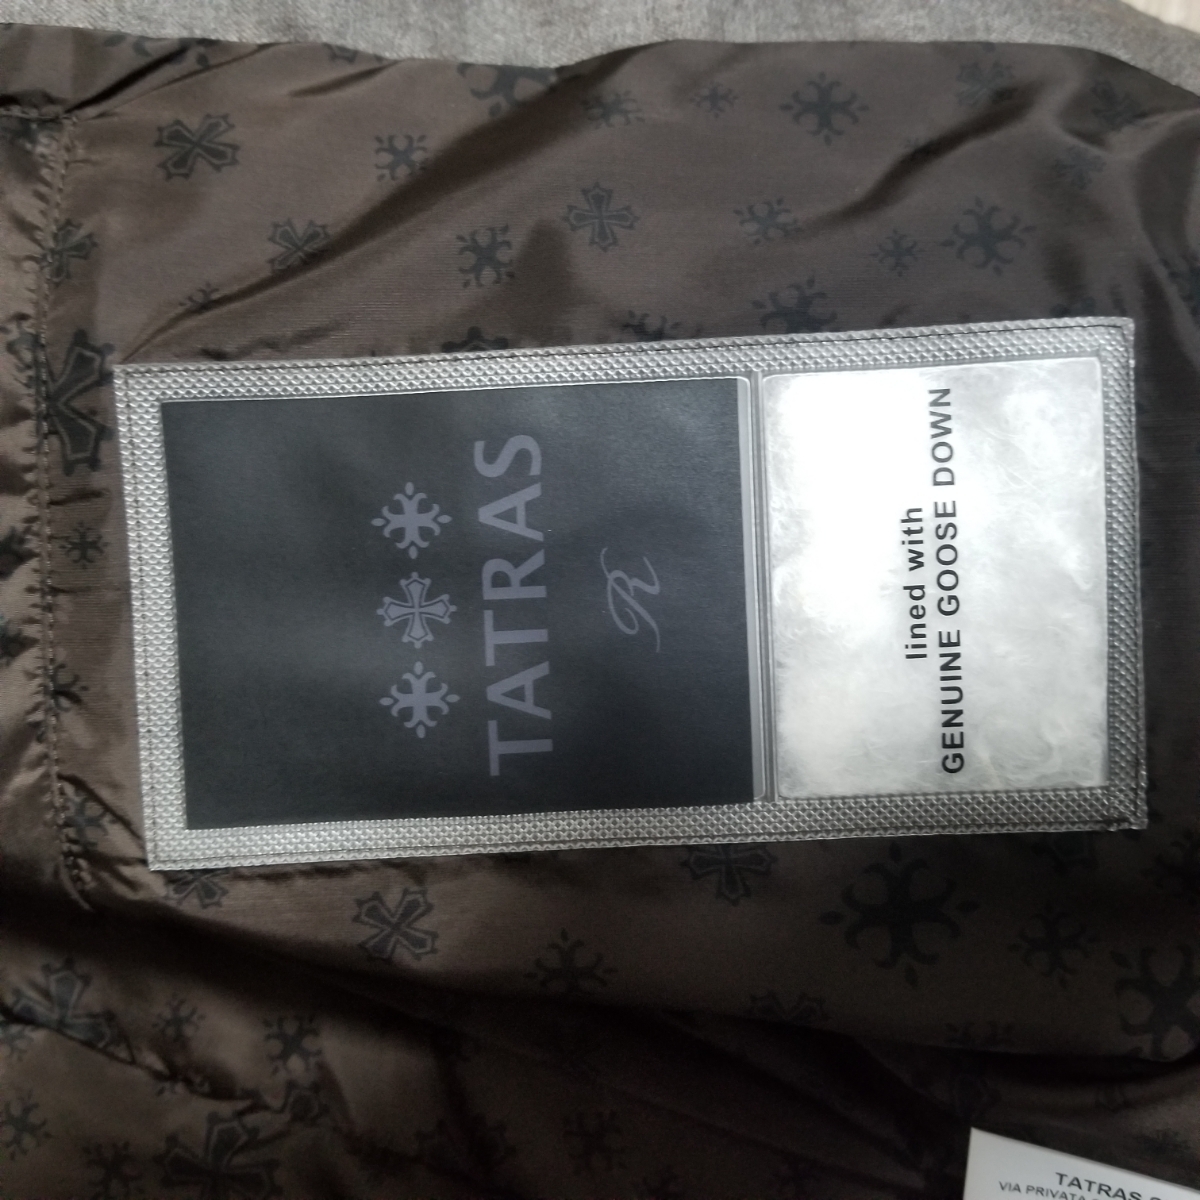 TATRAS
R
lined with
GENUINE GOOSE DOWN
TATRAS
VIA PRIVATA